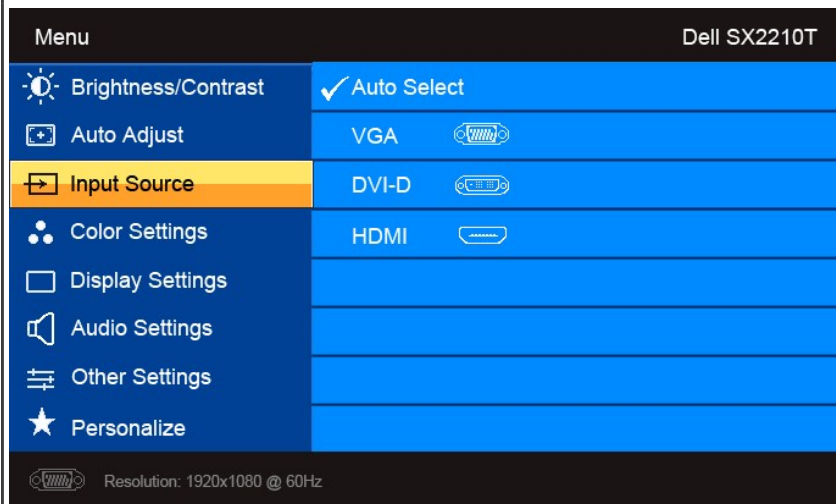 Menu Dell SX2210T
Brightness/Contrast Auto Select
Auto Adjust VGA
Input Source DVI-D
Color Settings HDMI
Display Settings
Audio Settings
Other Settings
Personalize
Resolution: 1920x1080 @ 60Hz